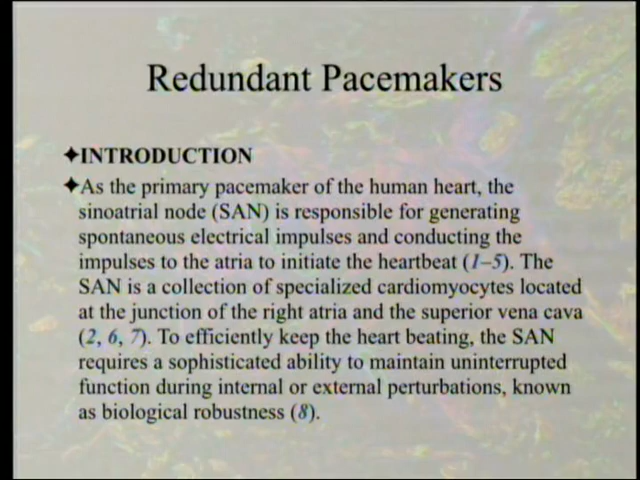 Redundant Pacemakers
✦INTRODUCTION
✦As the primary pacemaker of the human heart, the
sinoatrial node (SAN) is responsible for generating
spontaneous electrical impulses and conducting the
impulses to the atria to initiate the heartbeat (1–5). The
SAN is a collection of specialized cardiomyocytes located
at the junction of the right atria and the superior vena cava
(2, 6, 7). To efficiently keep the heart beating, the SAN
requires a sophisticated ability to maintain uninterrupted
function during internal or external perturbations, known
as biological robustness (8).